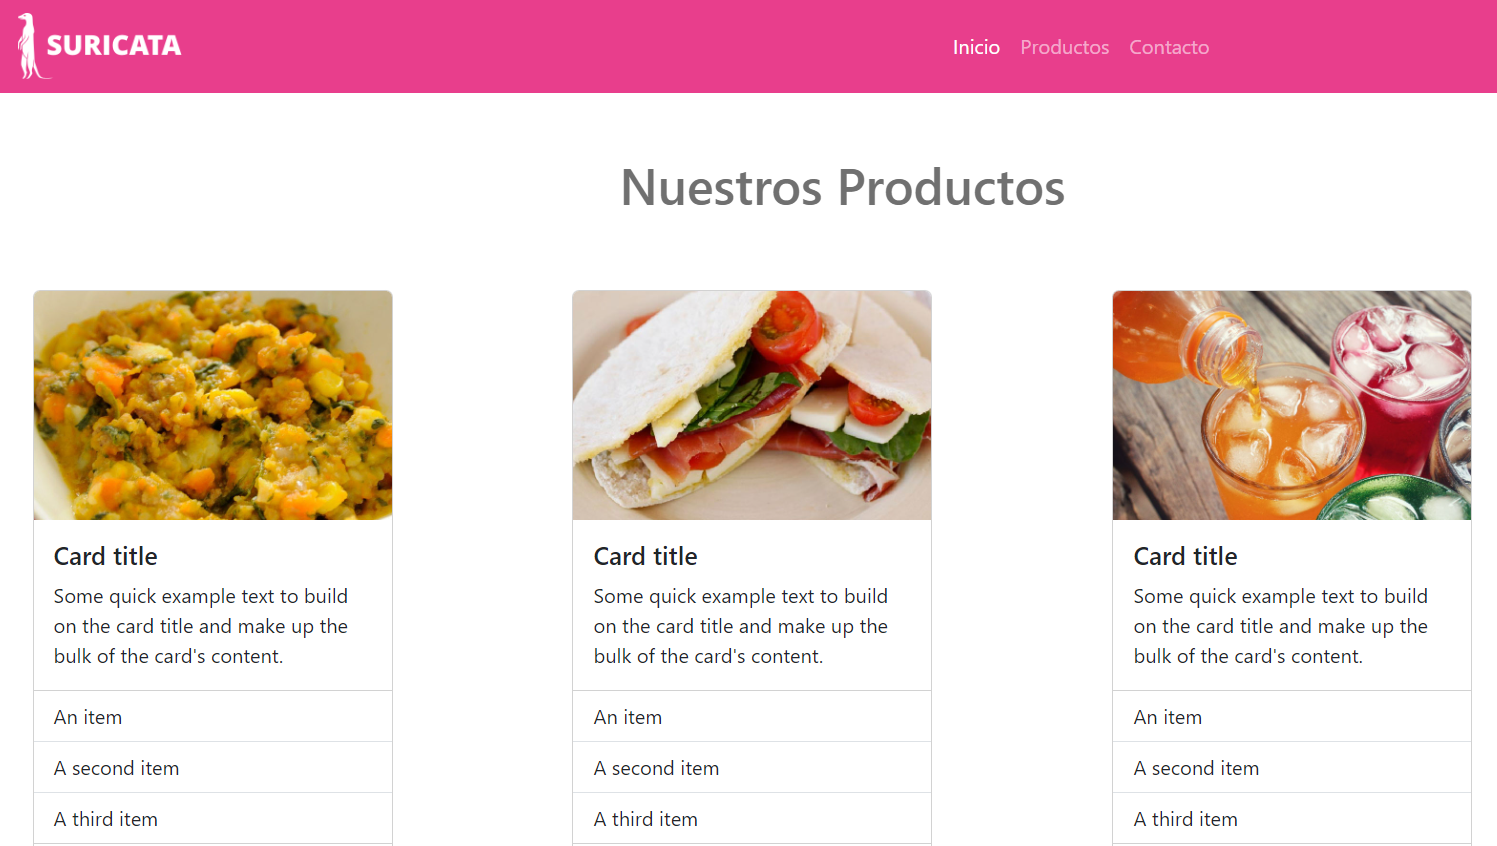 SURICATA
Inicio Productos Contacto
Nuestros Productos
Card title
Some quick example text to build
on the card title and make up the
bulk of the card's content.
An item
A second item
A third item
Card title
Some quick example text to build
on the card title and make up the
bulk of the card's content.
An item
A second item
A third item
Card title
Some quick example text to build
on the card title and make up the
bulk of the card's content.
An item
A second item
A third item